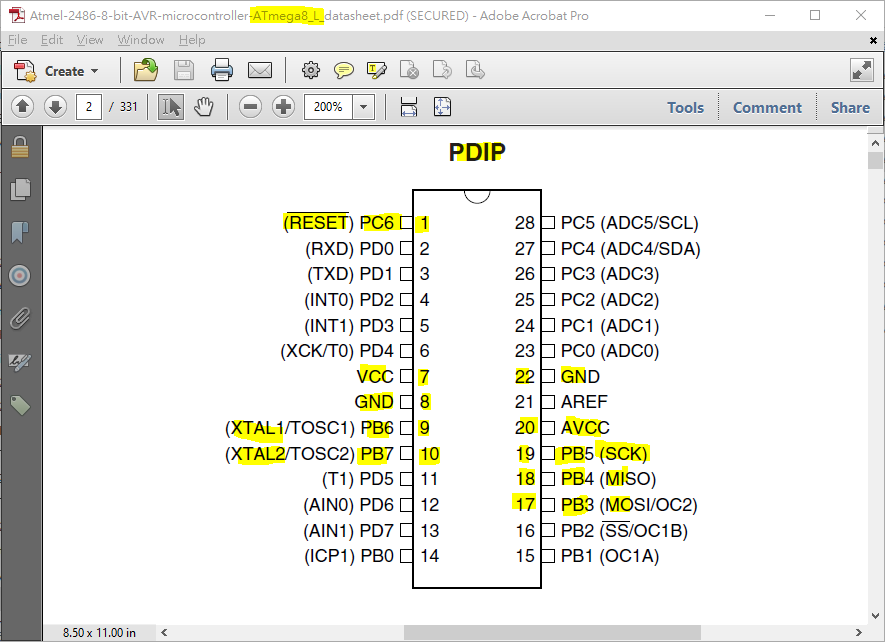 Atmel-2486-8-bit-AVR-microcontroller-ATmega8_L_datasheet.pdf (SECURED) - Adobe Acrobat Pro
File Edit View Window Help
Create
2 / 331 200% Tools Comment Share
PDIP
(RESET) PC6 1 28 PC5 (ADC5/SCL)
(RXD) PD0 2 27 PC4 (ADC4/SDA)
(TXD) PD1 3 26 PC3 (ADC3)
(INT0) PD2 4 25 PC2 (ADC2)
(INT1) PD3 5 24 PC1 (ADC1)
(XCK/T0) PD4 6 23 PC0 (ADC0)
VCC 7 22 GND
GND 8 21 AREF
(XTAL1/TOSC1) PB6 9 20 AVCC
(XTAL2/TOSC2) PB7 10 19 PB5 (SCK)
(T1) PD5 11 18 PB4 (MISO)
(AIN0) PD6 12 17 PB3 (MOSI/OC2)
(AIN1) PD7 13 16 PB2 (SS/OC1B)
(ICP1) PB0 14 15 PB1 (OC1A)
8.50 x 11.00 in